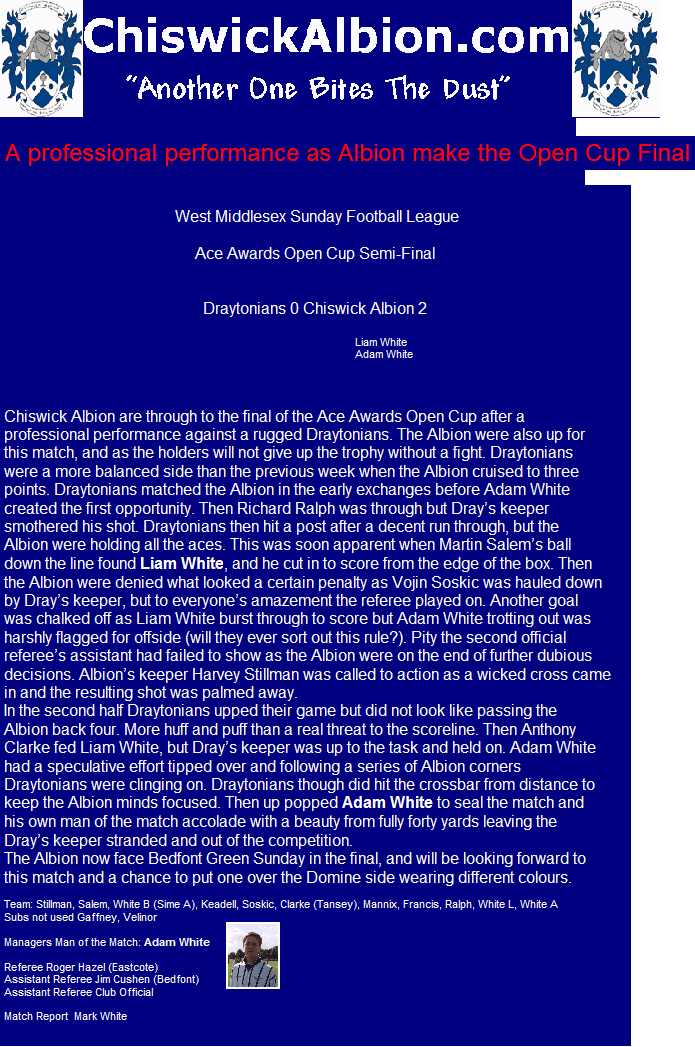 ChiswickAlbion.com
"Another One Bites The Dust"
A professional performance as Albion make the Open Cup Final
West Middlesex Sunday Football League
Ace Awards Open Cup Semi-Final
Draytonians 0 Chiswick Albion 2
Liam White
Adam White
Chiswick Albion are through to the final of the Ace Awards Open Cup after a
professional performance against a rugged Draytonians. The Albion were also up for
this match, and as the holders will not give up the trophy without a fight. Draytonians
were a more balanced side than the previous week when the Albion cruised to three
points. Draytonians matched the Albion in the early exchanges before Adam White
created the first opportunity. Then Richard Ralph was through but Dray's keeper
smothered his shot. Draytonians then hit a post after a decent run through, but the
Albion were holding all the aces. This was soon apparent when Martin Salem's ball
down the line found Liam White, and he cut in to score from the edge of the box. Then
the Albion were denied what looked a certain penalty as Vojin Soskic was hauled down
by Dray's keeper, but to everyone's amazement the referee played on. Another goal
was chalked off as Liam White burst through to score but Adam White trotting out was
harshly flagged for offside (will they ever sort out this rule?). Pity the second official
referee's assistant had failed to show as the Albion were on the end of further dubious
decisions. Albion's keeper Harvey Stillman was called to action as a wicked cross came
in and the resulting shot was palmed away.
In the second half Draytonians upped their game but did not look like passing the
Albion back four. More huff and puff than a real threat to the scoreline. Then Anthony
Clarke fed Liam White, but Dray's keeper was up to the task and held on. Adam White
had a speculative effort tipped over and following a series of Albion corners
Draytonians were clinging on. Draytonians though did hit the crossbar from distance to
keep the Albion minds focused. Then up popped Adam White to seal the match and
his own man of the match accolade with a beauty from fully forty yards leaving the
Dray's keeper stranded and out of the competition.
The Albion now face Bedfont Green Sunday in the final, and will be looking forward to
this match and a chance to put one over the Domine side wearing different colours.
Team: Stillman, Salem, White B (Sime A), Keadell, Soskic, Clarke (Tansey), Mannix, Francis, Ralph, White L, White A
Subs not used Gaffney, Velinor
Managers Man of the Match: Adam White
Referee Roger Hazel (Eastcote)
Assistant Referee Jim Cushen (Bedfont)
Assistant Referee Club Official
Match Report  Mark White